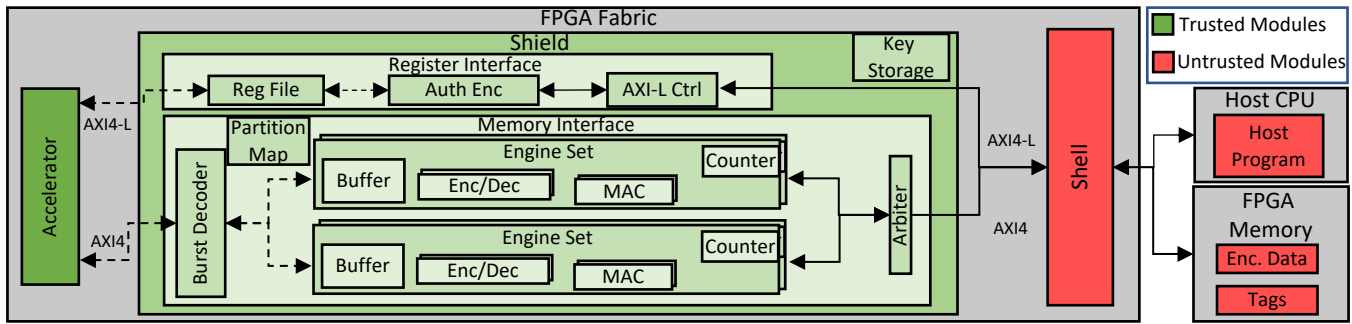 FPGA Fabric
Trusted Modules
Untrusted Modules
Shield
Key
Storage
Register Interface
Reg File
Auth Enc
AXI-L Ctrl
AXI4-L
Accelerator
AXI4
Memory Interface
Partition
Map
Burst Decoder
Engine Set
Counter
Buffer
Enc/Dec
MAC
Engine Set
Counter
Buffer
Enc/Dec
MAC
Arbiter
AXI4-L
AXI4
Shell
Host CPU
Host
Program
FPGA
Memory
Enc. Data
Tags